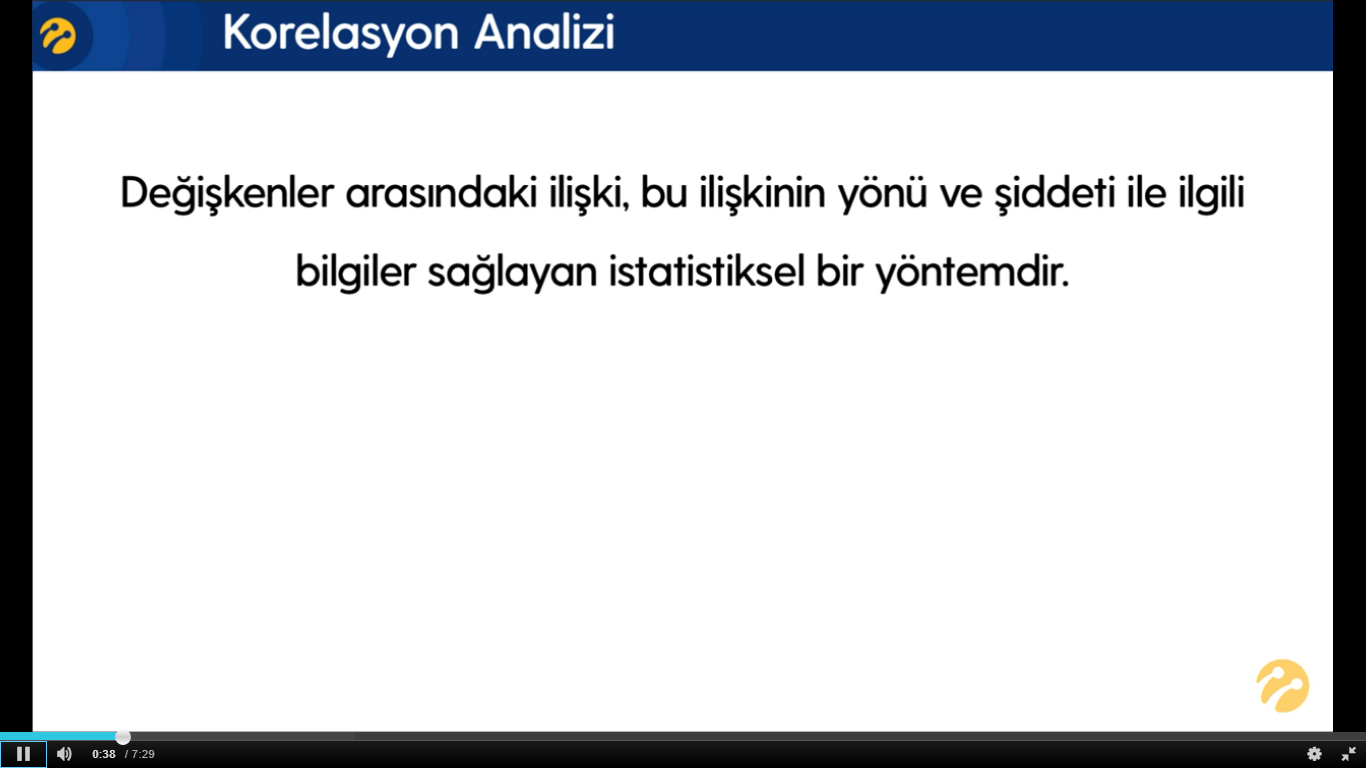 Korelasyon Analizi
Değişkenler arasındaki ilişki, bu ilişkinin yönü ve şiddeti ile ilgili
bilgiler sağlayan istatistiksel bir yöntemdir.
0:38 / 7:29